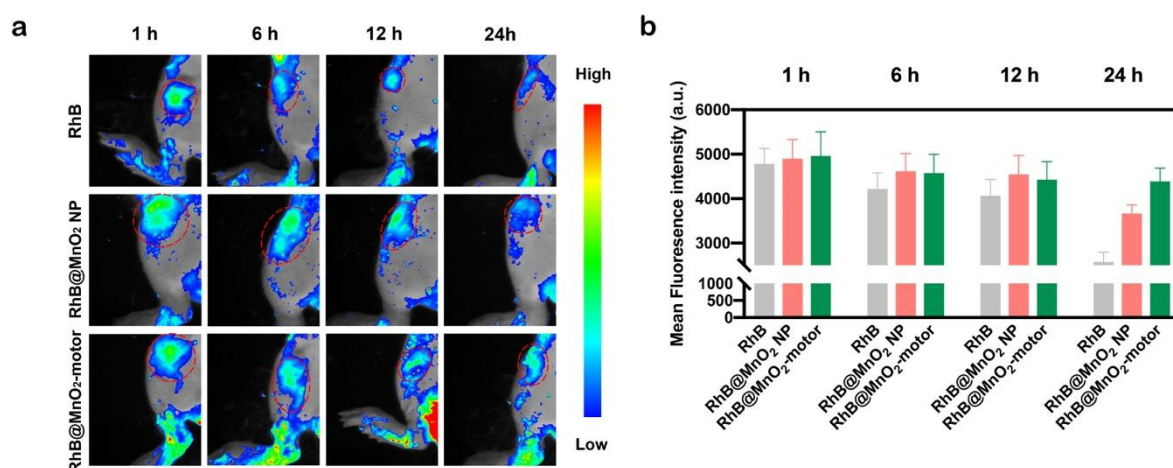 a
1 h 6 h 12 h 24h
RhB
RhB@MnO₂ NP
RhB@MnO₂-motor
High
Low
b
1 h 6 h 12 h 24 h
Mean Fluoresence intensity (a.u.)
6000
5000
4000
3000
1000
500
0
RhB
RhB@MnO₂ NP
RhB@MnO₂-motor
RhB
RhB@MnO₂ NP
RhB@MnO₂-motor
RhB
RhB@MnO₂ NP
RhB@MnO₂-motor
RhB
RhB@MnO₂ NP
RhB@MnO₂-motor